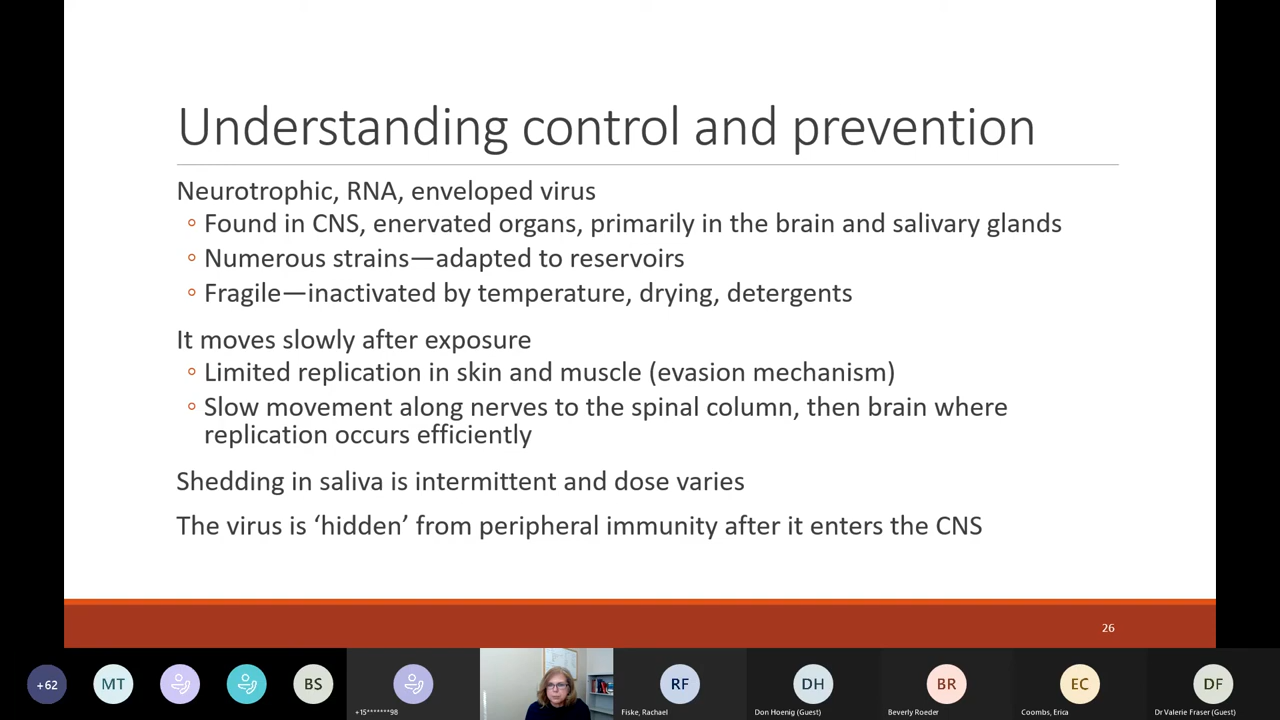 Understanding control and prevention
Neurotrophic, RNA, enveloped virus
◦ Found in CNS, enervated organs, primarily in the brain and salivary glands
◦ Numerous strains—adapted to reservoirs
◦ Fragile—inactivated by temperature, drying, detergents
It moves slowly after exposure
◦ Limited replication in skin and muscle (evasion mechanism)
◦ Slow movement along nerves to the spinal column, then brain where
replication occurs efficiently
Shedding in saliva is intermittent and dose varies
The virus is ‘hidden’ from peripheral immunity after it enters the CNS
26
+62
MT
BS
RF
DH
BR
EC
DF
+15*******98
Fiske, Rachael
Don Hoenig (Guest)
Beverly Roeder
Coombs, Erica
Dr Valerie Fraser (Guest)